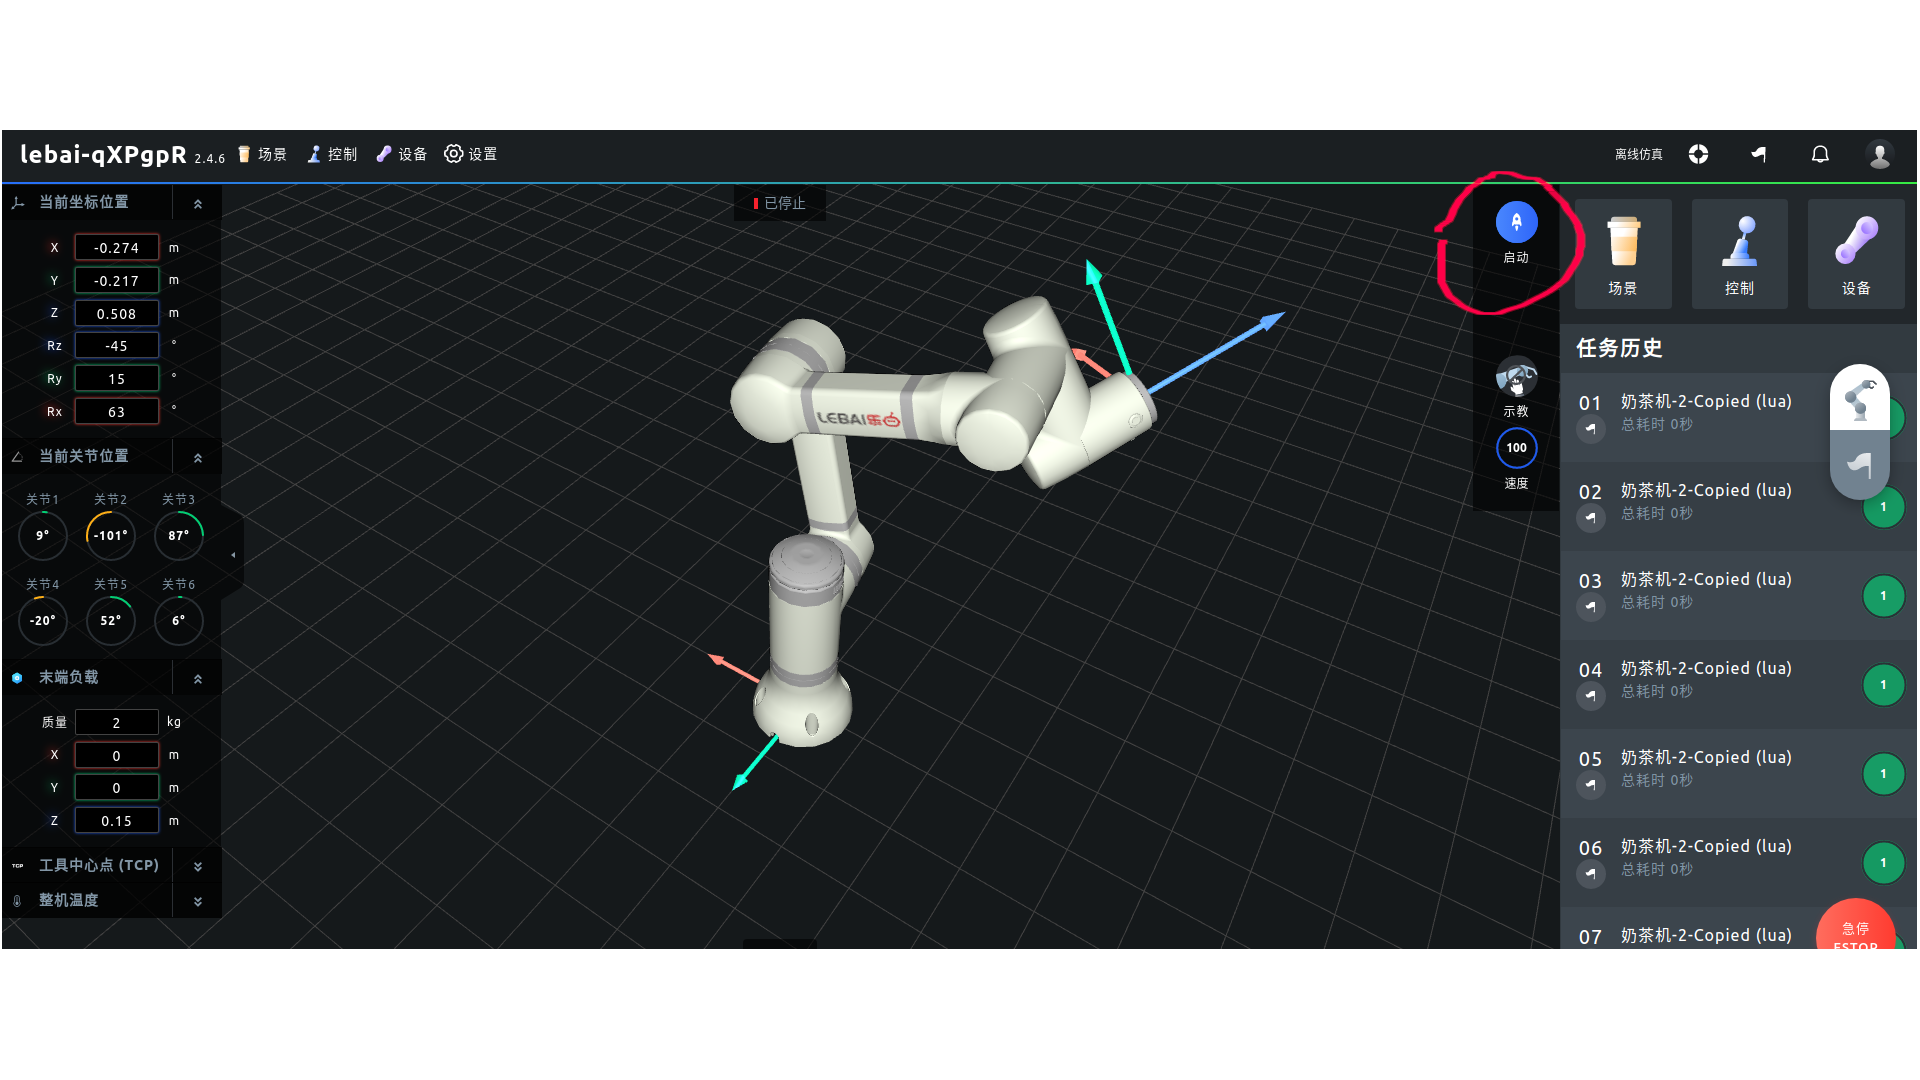 lebai-qXPgpR 2.4.6 场景 控制 设备 设置 离线仿真
当前坐标位置
X -0.274 m
Y -0.217 m
Z 0.508 m
Rz -45 °
Ry 15 °
Rx 63 °
当前关节位置
关节1 关节2 关节3
9° -101° 87°
关节4 关节5 关节6
-20° 52° 6°
末端负载
质量 2 kg
X 0 m
Y 0 m
Z 0.15 m
TCP 工具中心点 (TCP)
整机温度
已停止
LEBAI乐白
启动
示教
100
速度
场景 控制 设备
任务历史
01 奶茶机-2-Copied (lua)
总耗时 0秒
02 奶茶机-2-Copied (lua)
总耗时 0秒
1
03 奶茶机-2-Copied (lua)
总耗时 0秒
1
04 奶茶机-2-Copied (lua)
总耗时 0秒
1
05 奶茶机-2-Copied (lua)
总耗时 0秒
1
06 奶茶机-2-Copied (lua)
总耗时 0秒
1
07 奶茶机-2-Copied (lua)
急停
ESTOP